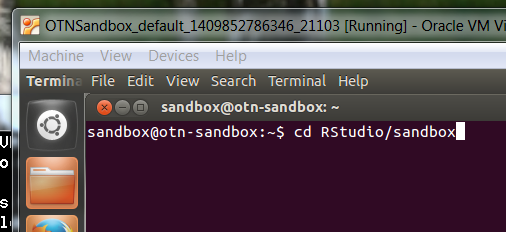 OTNSandbox_default_1409852786346_21103 [Running] - Oracle VM Vi
Machine View Devices Help
Termina File Edit View Search Terminal Help
sandbox@otn-sandbox: ~
sandbox@otn-sandbox:~$ cd RStudio/sandbox